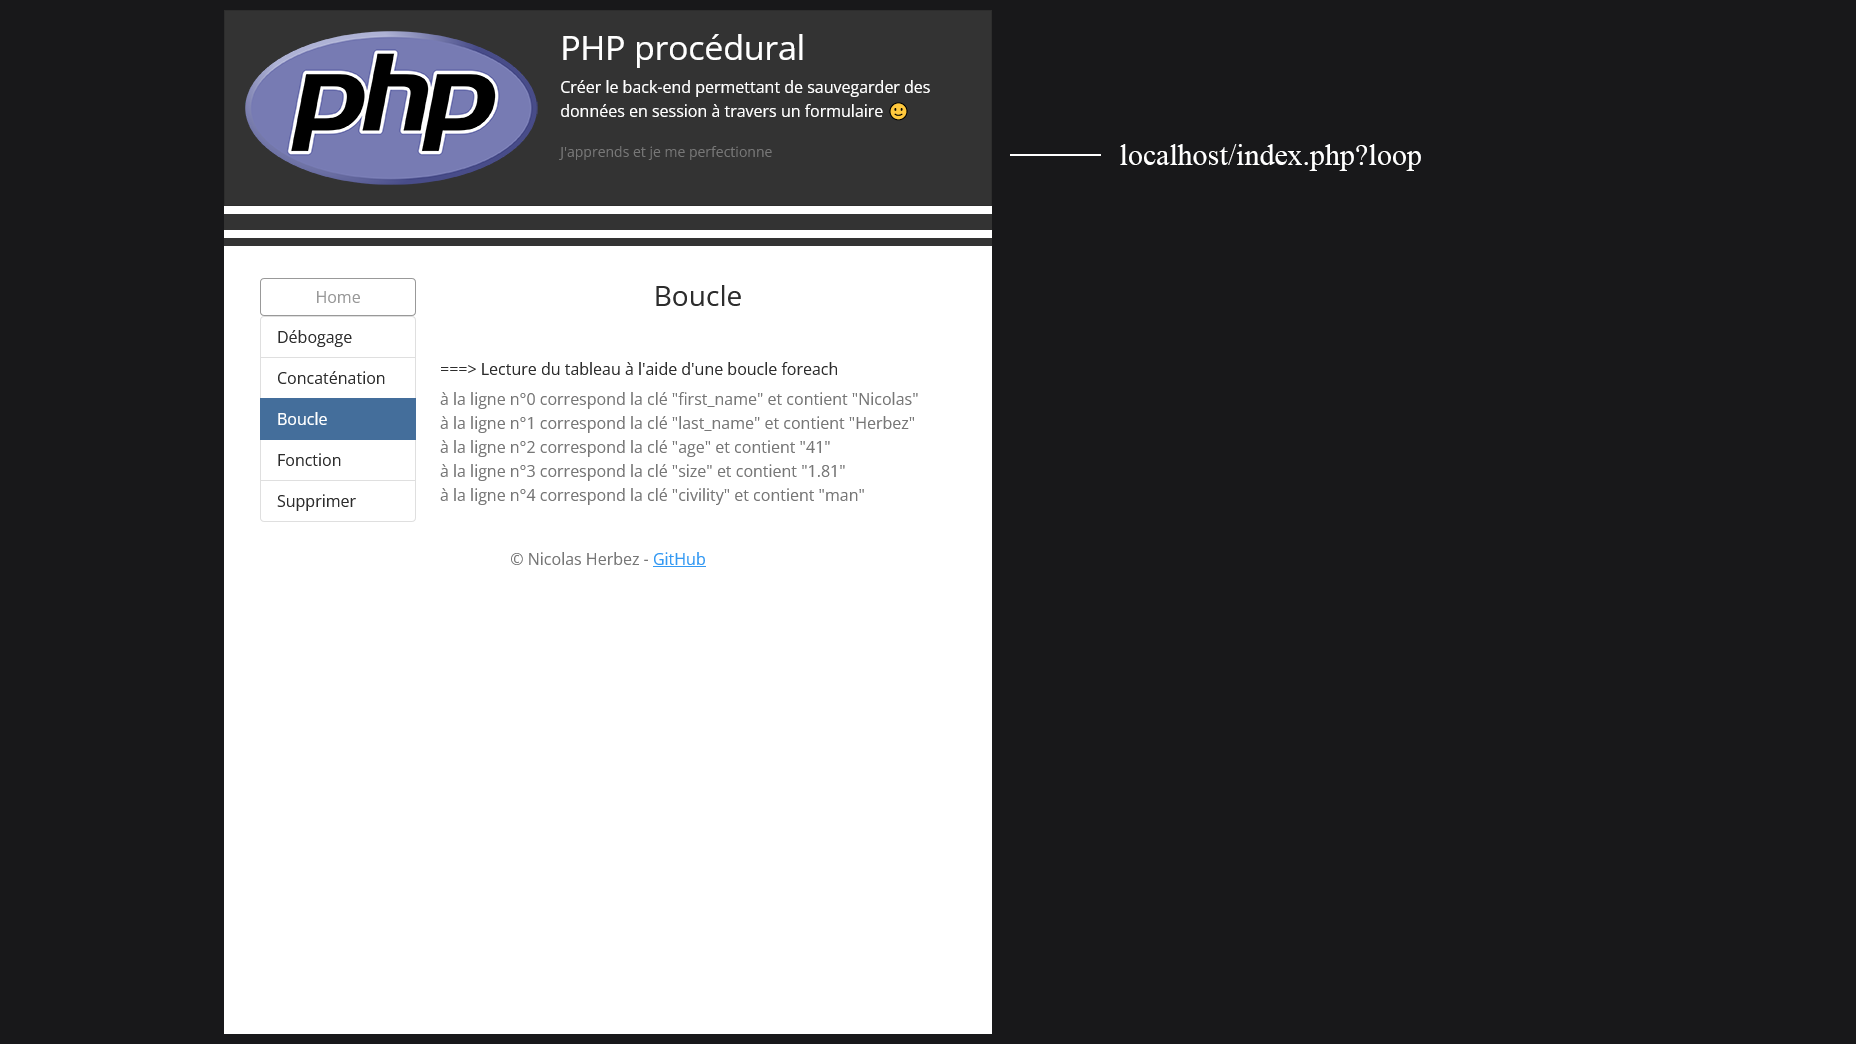 php
PHP procédural
Créer le back-end permettant de sauvegarder des
données en session à travers un formulaire 🙂
J'apprends et je me perfectionne
localhost/index.php?loop
Home
Débogage
Concaténation
Boucle
Fonction
Supprimer
Boucle
===> Lecture du tableau à l'aide d'une boucle foreach
à la ligne n°0 correspond la clé "first_name" et contient "Nicolas"
à la ligne n°1 correspond la clé "last_name" et contient "Herbez"
à la ligne n°2 correspond la clé "age" et contient "41"
à la ligne n°3 correspond la clé "size" et contient "1.81"
à la ligne n°4 correspond la clé "civility" et contient "man"
© Nicolas Herbez - GitHub